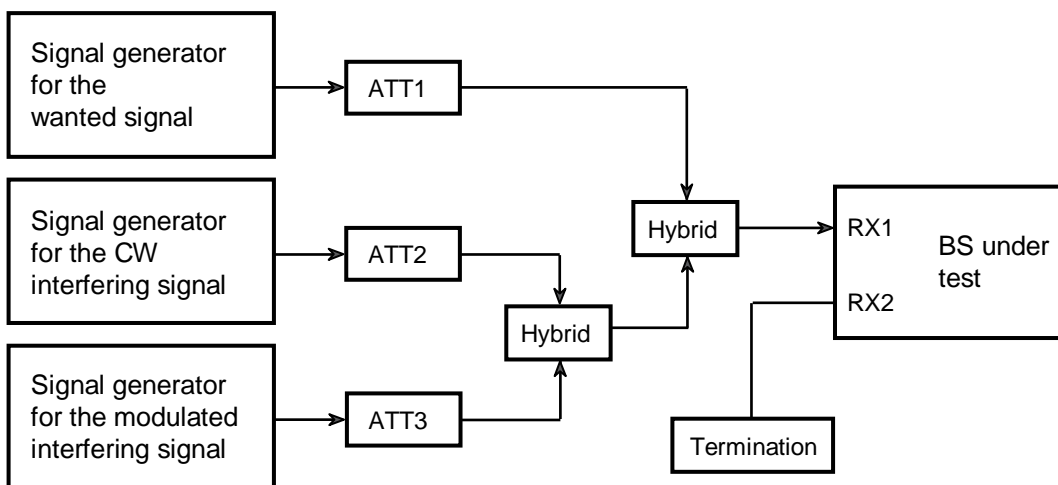 Signal generator
for the
wanted signal
ATT1
Signal generator
for the CW
interfering signal
ATT2
Signal generator
for the modulated
interfering signal
ATT3
Hybrid
Hybrid
RX1
RX2
BS under
test
Termination